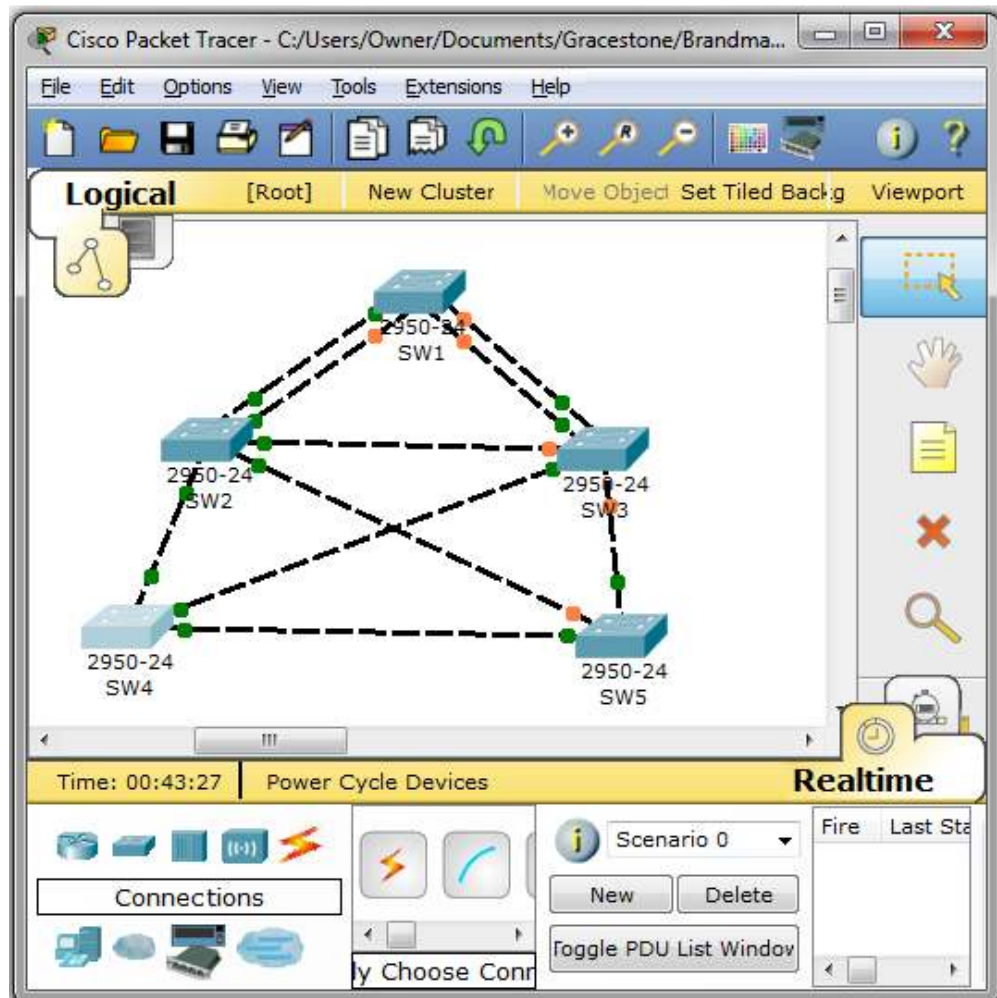 Cisco Packet Tracer - C:/Users/Owner/Documents/Gracestone/Brandma...
File Edit Options View Tools Extensions Help
Logical [Root] New Cluster Move Object Set Tiled Backg Viewport
2950-24
SW1
2950-24
SW2
2950-24
SW3
2950-24
SW4
2950-24
SW5
Time: 00:43:27 Power Cycle Devices Realtime
Connections
ly Choose Conn
Scenario 0
New Delete
Toggle PDU List Window
Fire Last Sta